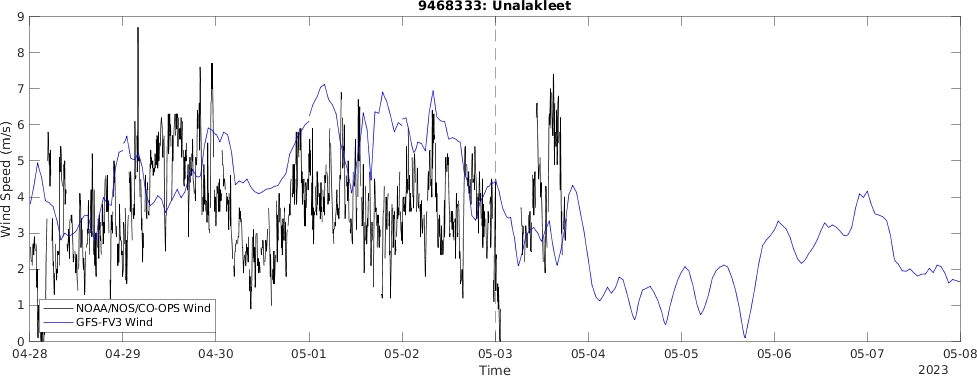 9468333: Unalakleet
Wind Speed (m/s)
9
8
7
6
5
4
3
2
1
0
NOAA/NOS/CO-OPS Wind
GFS-FV3 Wind
04-28 04-29 04-30 05-01 05-02 05-03 05-04 05-05 05-06 05-07 05-08
Time
2023